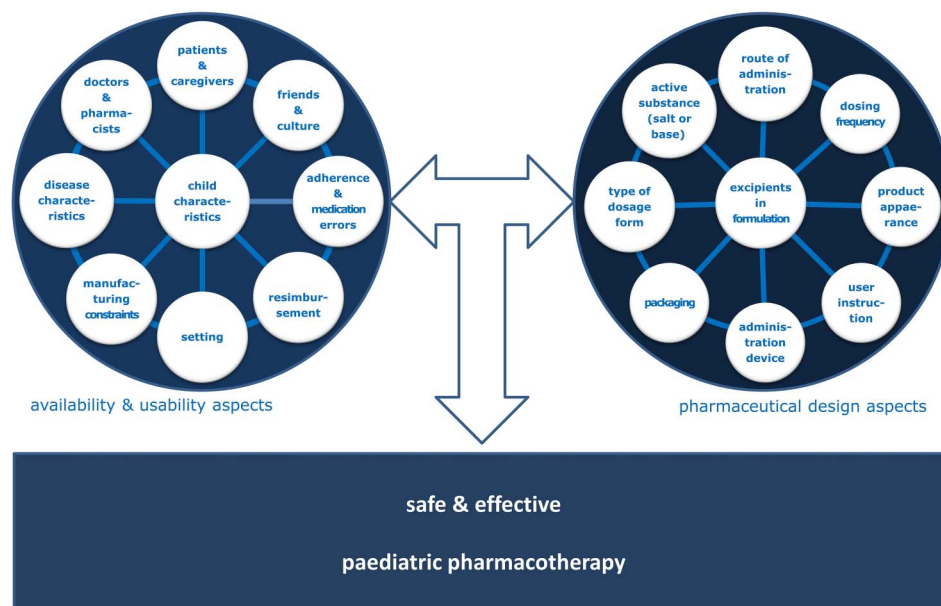 patients
&
caregivers
doctors
&
pharma-
cists
friends
&
culture
disease
characte-
ristics
child
characte-
ristics
adherence
&
medication
errors
manufac-
turing
constraints
setting
resimbur-
sement
availability & usability aspects
route of
adminis-
tration
active
substance
(salt or
base)
dosing
frequency
type of
dosage
form
excipients
in
formulation
product
appae-
rance
packaging
adminis-
tration
device
user
instruc-
tion
pharmaceutical design aspects
safe & effective
paediatric pharmacotherapy